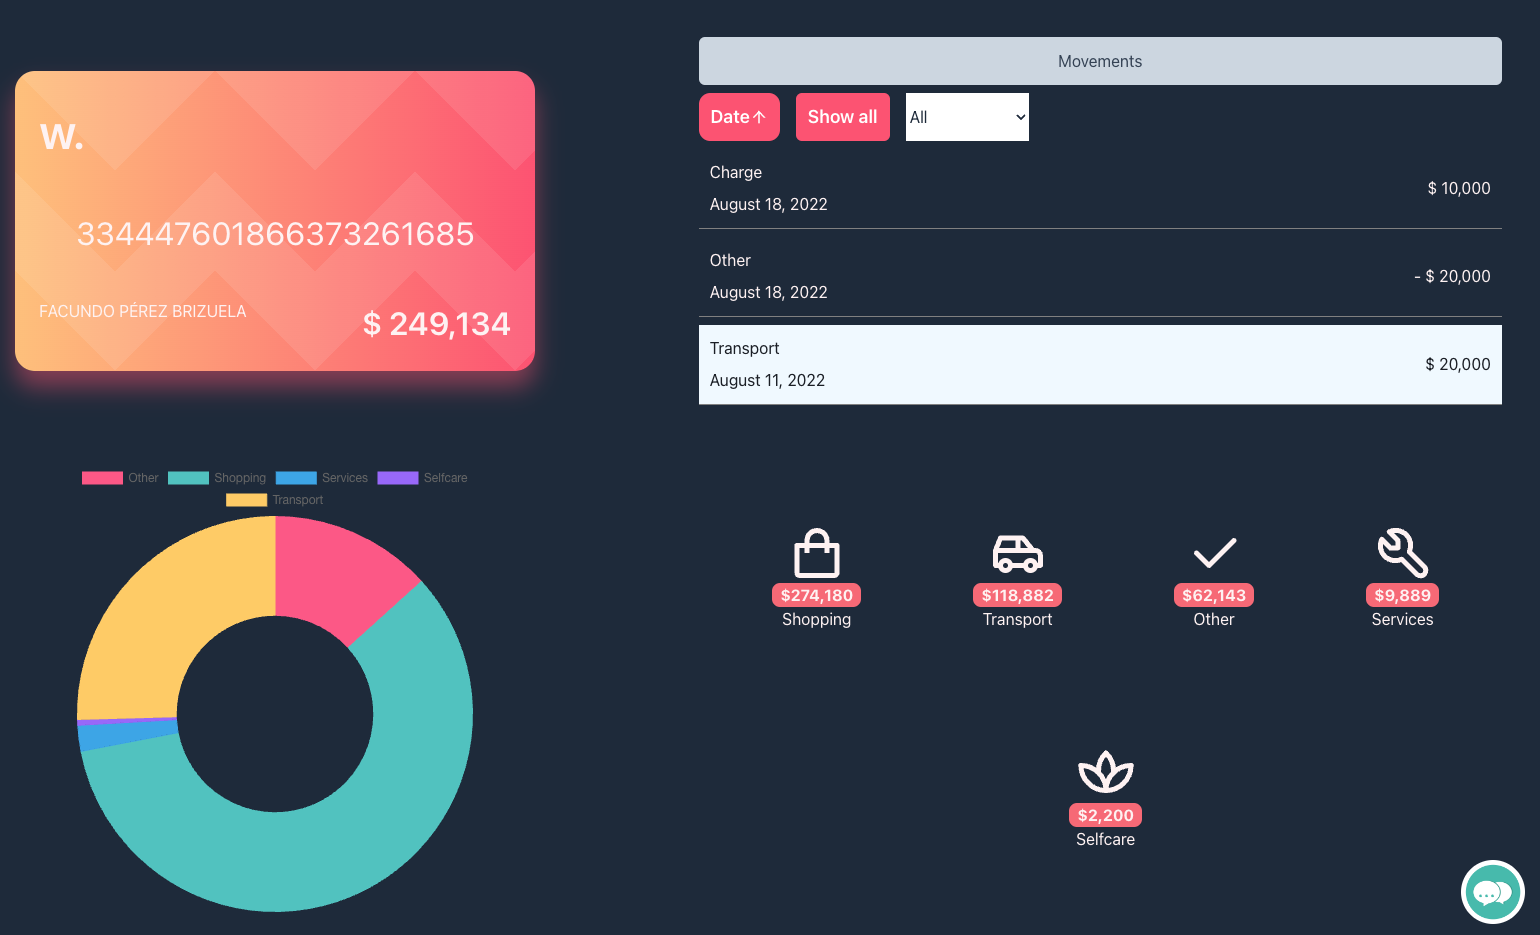 W.
334447601866373261685
FACUNDO PÉREZ BRIZUELA
$ 249,134
Movements
Date↑
Show all
All
Charge
August 18, 2022
$ 10,000
Other
August 18, 2022
- $ 20,000
Transport
August 11, 2022
$ 20,000
Other Shopping Services Selfcare
Transport
$274,180
Shopping
$118,882
Transport
$62,143
Other
$9,889
Services
$2,200
Selfcare